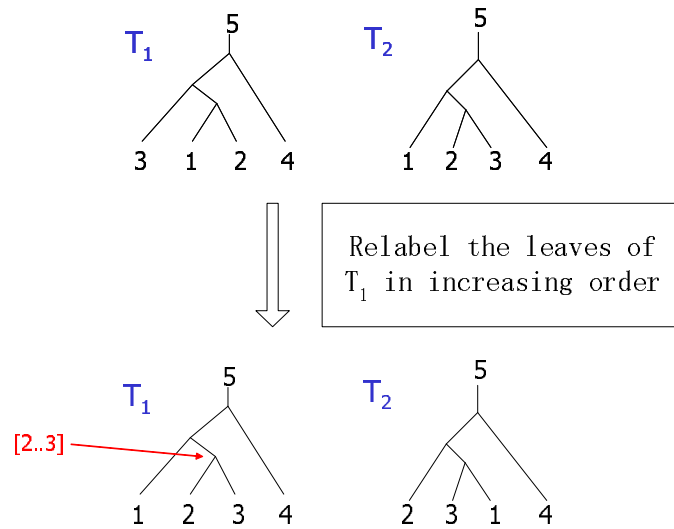 5 5
T1 T2
3 1 2 4 1 2 3 4
Relabel the leaves of
T1 in increasing order
5 5
T1 T2
[2..3]
1 2 3 4 2 3 1 4